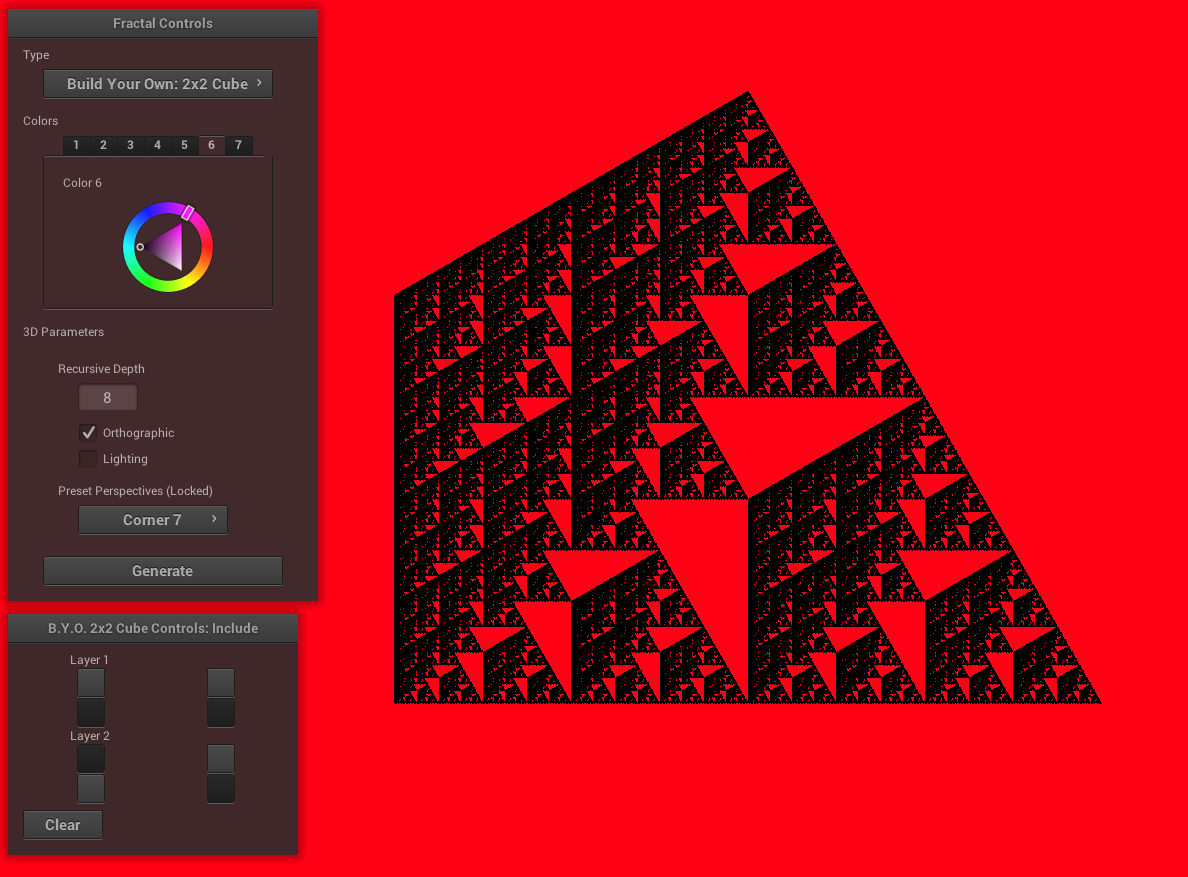 Fractal Controls
Type
Build Your Own: 2x2 Cube ›
Colors
1 2 3 4 5 6 7
Color 6
3D Parameters
Recursive Depth
8
Orthographic
Lighting
Preset Perspectives (Locked)
Corner 7 ›
Generate
B.Y.O. 2x2 Cube Controls: Include
Layer 1
Layer 2
Clear